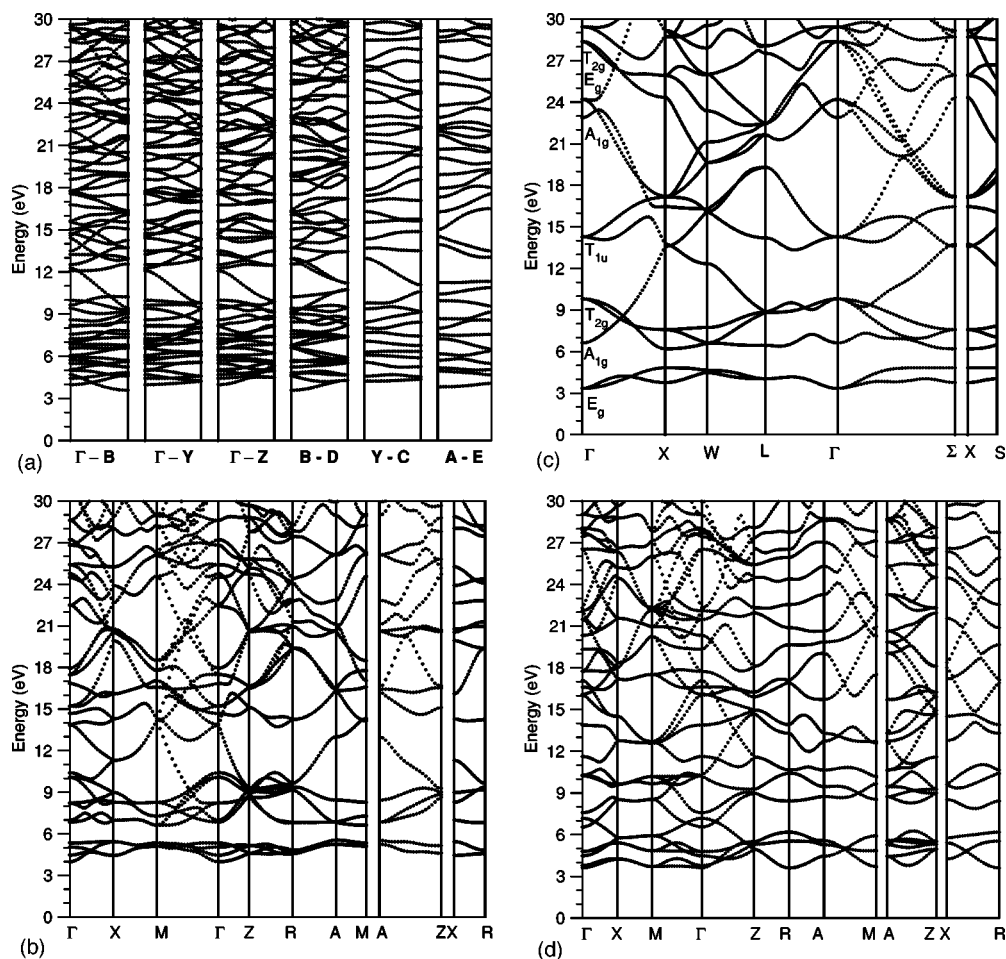 30
27
24
21
18
15
12
9
6
3
0
Energy (eV)
Γ – B Γ – Y Γ – Z B - D Y - C A - E
(a)
30
27
24
21
18
15
12
9
6
3
0
Energy (eV)
T2g
Eg
A1g
T1u
T2g
A1g
Eg
Γ X W L Γ Σ X S
(c)
30
27
24
21
18
15
12
9
6
3
0
Energy (eV)
Γ X M Γ Z R A M A Z X R
(b)
30
27
24
21
18
15
12
9
6
3
0
Energy (eV)
Γ X M Γ Z R A M A Z X R
(d)